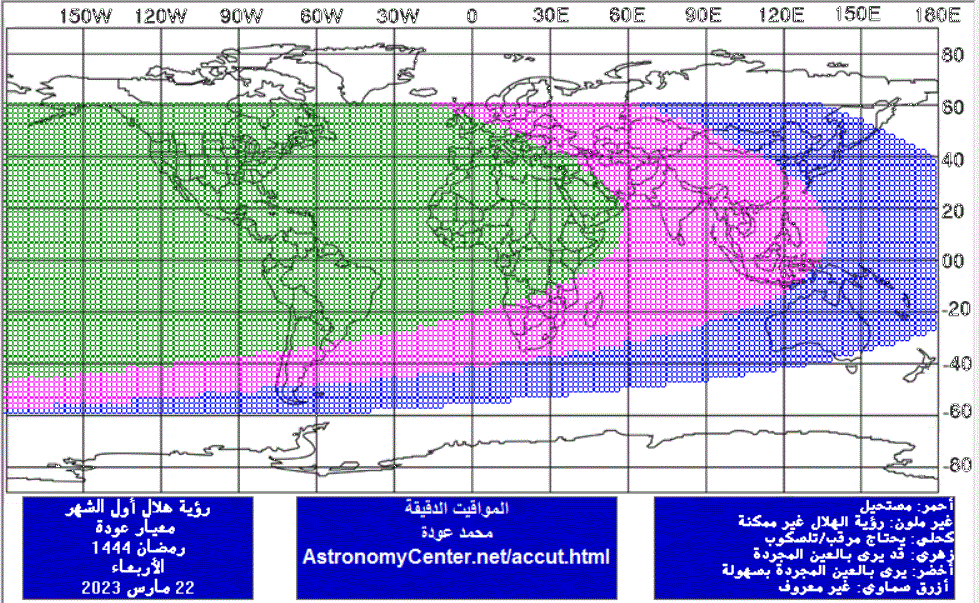 150W 120W 90W 60W 30W 0 30E 60E 90E 120E 150E 180E
80
60
40
20
00
-20
-40
-60
-80
رؤية هلال أول الشهر
معيار عودة
رمضان 1444
الأربعاء
22 مارس 2023
المواقيت الدقيقة
محمد عودة
AstronomyCenter.net/accut.html
أحمر: مستحيل
غير ملون: رؤية الهلال غير ممكنة
كحلي: يحتاج مرقب/تلسكوب
زهري: قد يرى بالعين المجردة
أخضر: يرى بالعين المجردة بسهولة
أزرق سماوي: غير معروف